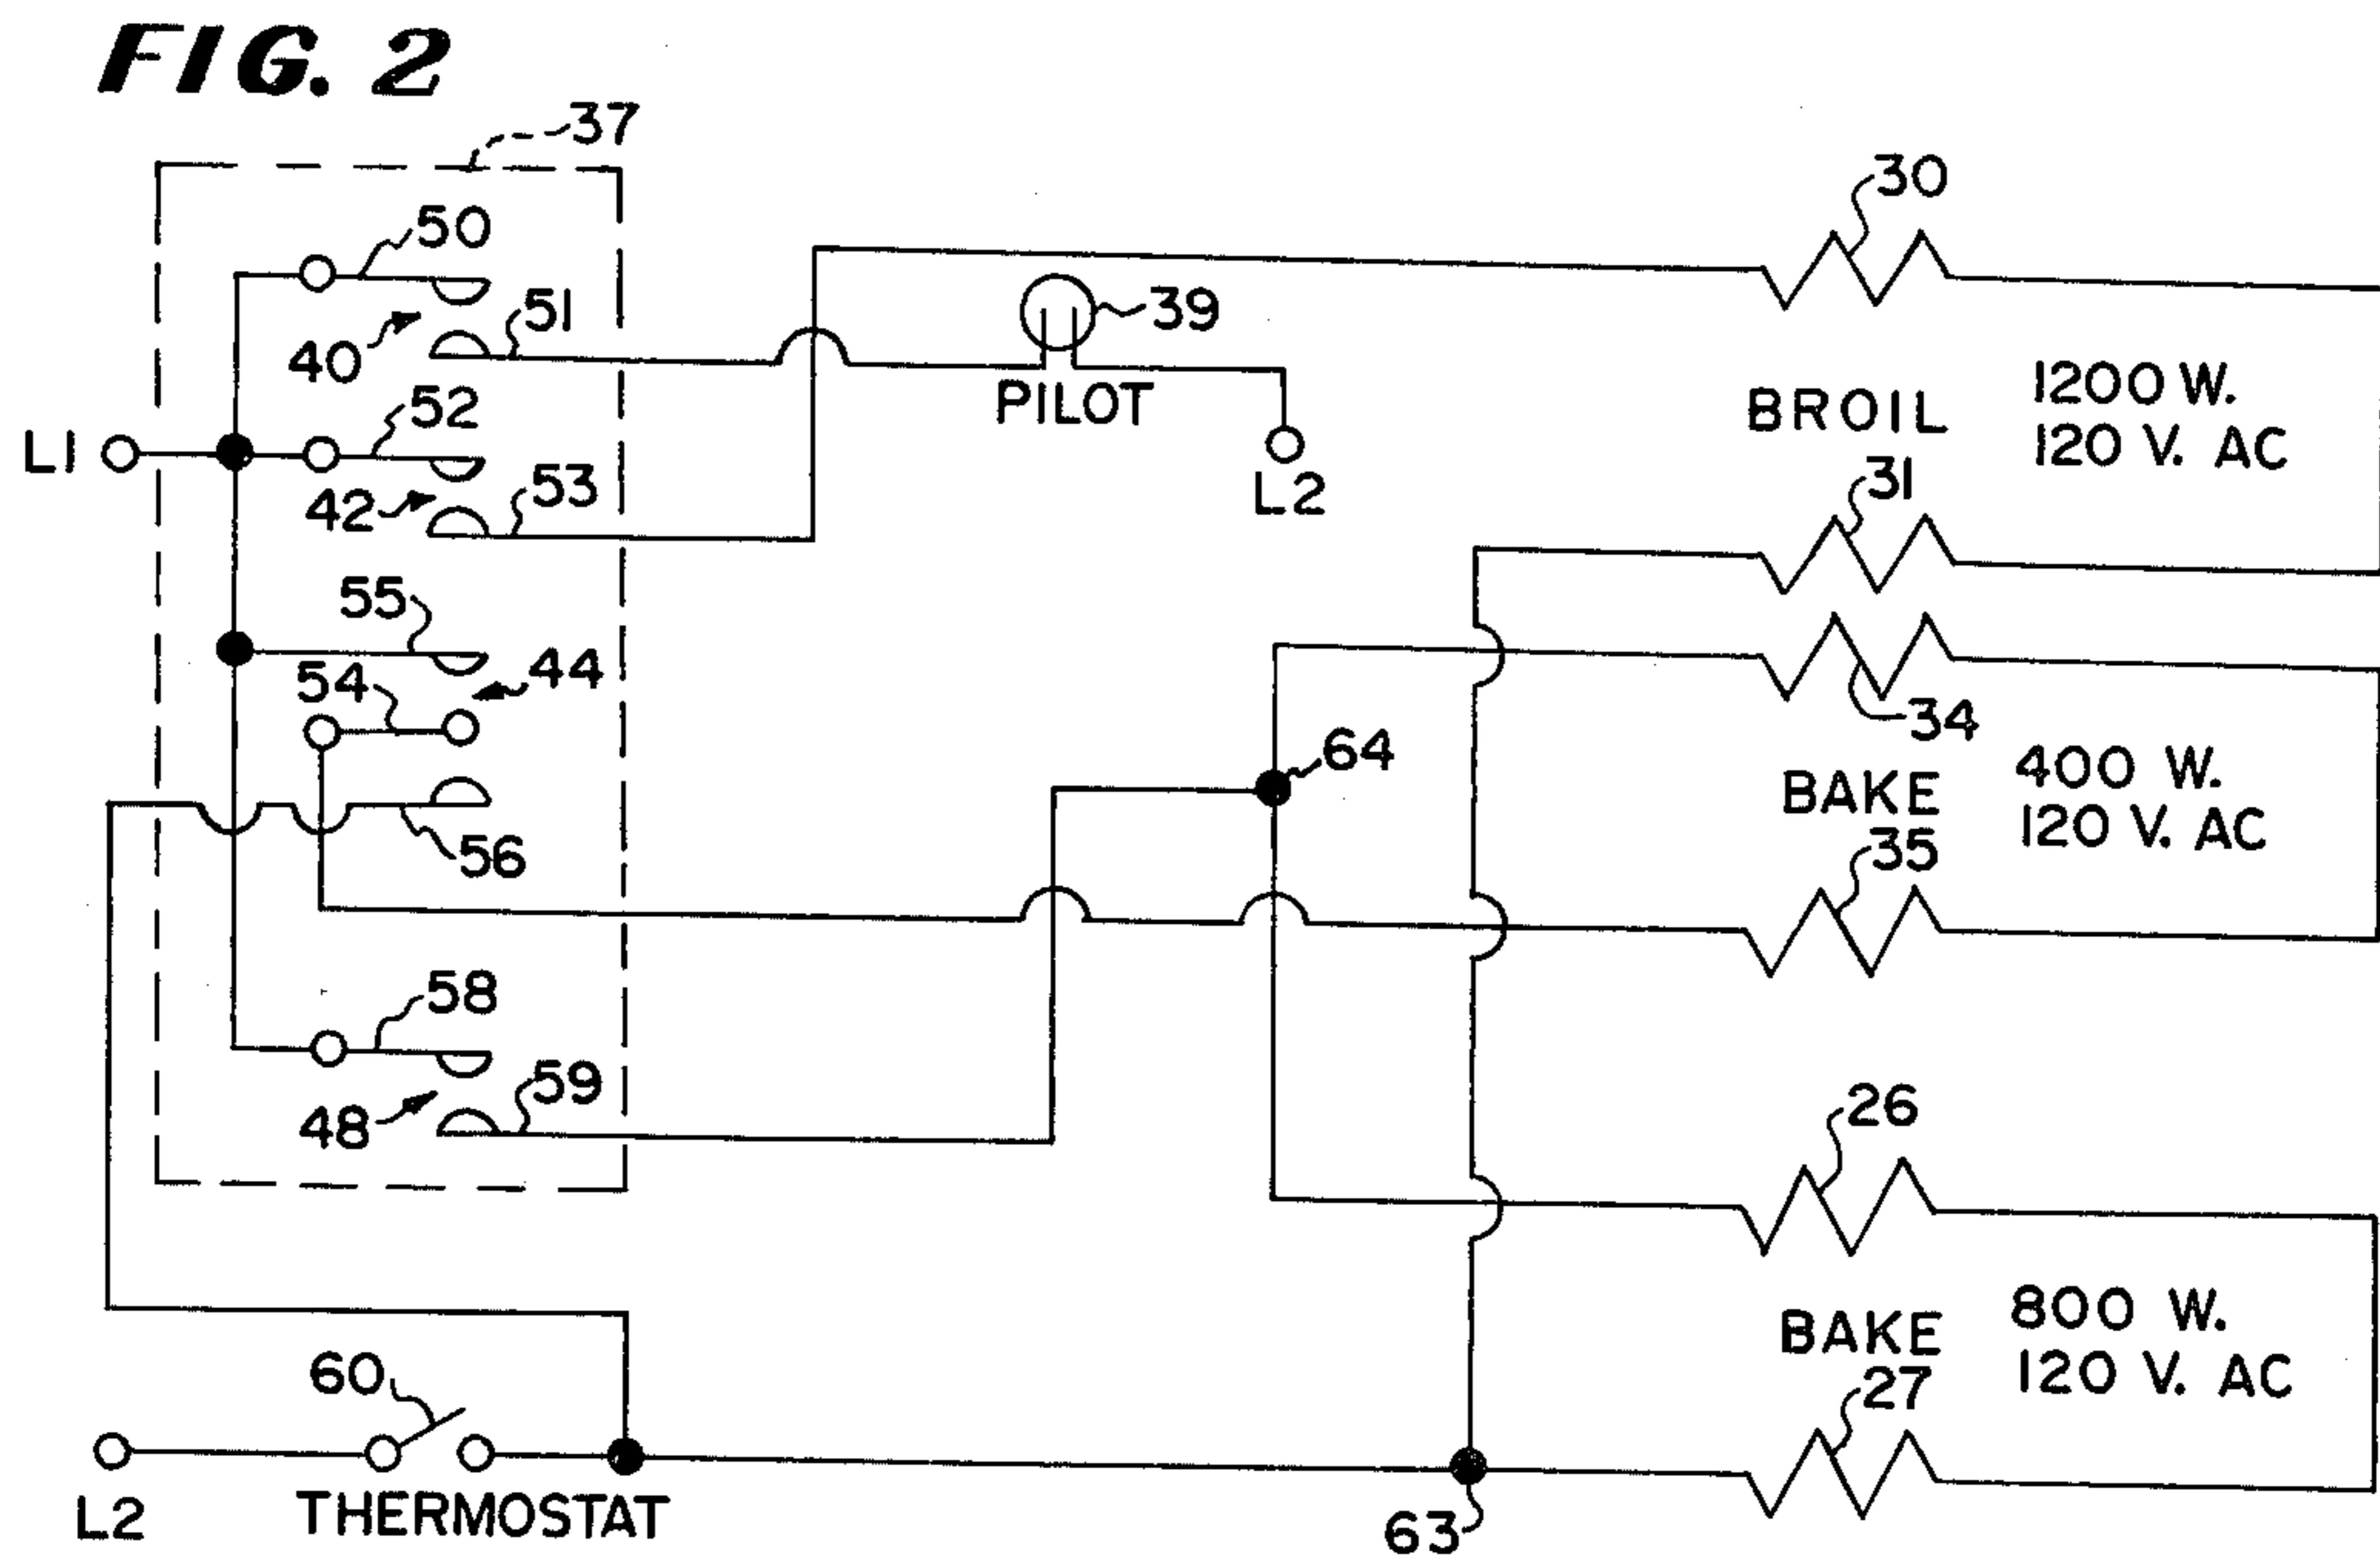 FIG. 2
37
30
50
51
39
40
PILOT
1200 W.
52
BROIL
120 V. AC
L1
53
31
42
L2
55
54
44
34
64
400 W.
BAKE
120 V. AC
56
35
58
59
48
26
800 W.
BAKE
120 V. AC
60
27
L2
THERMOSTAT
63